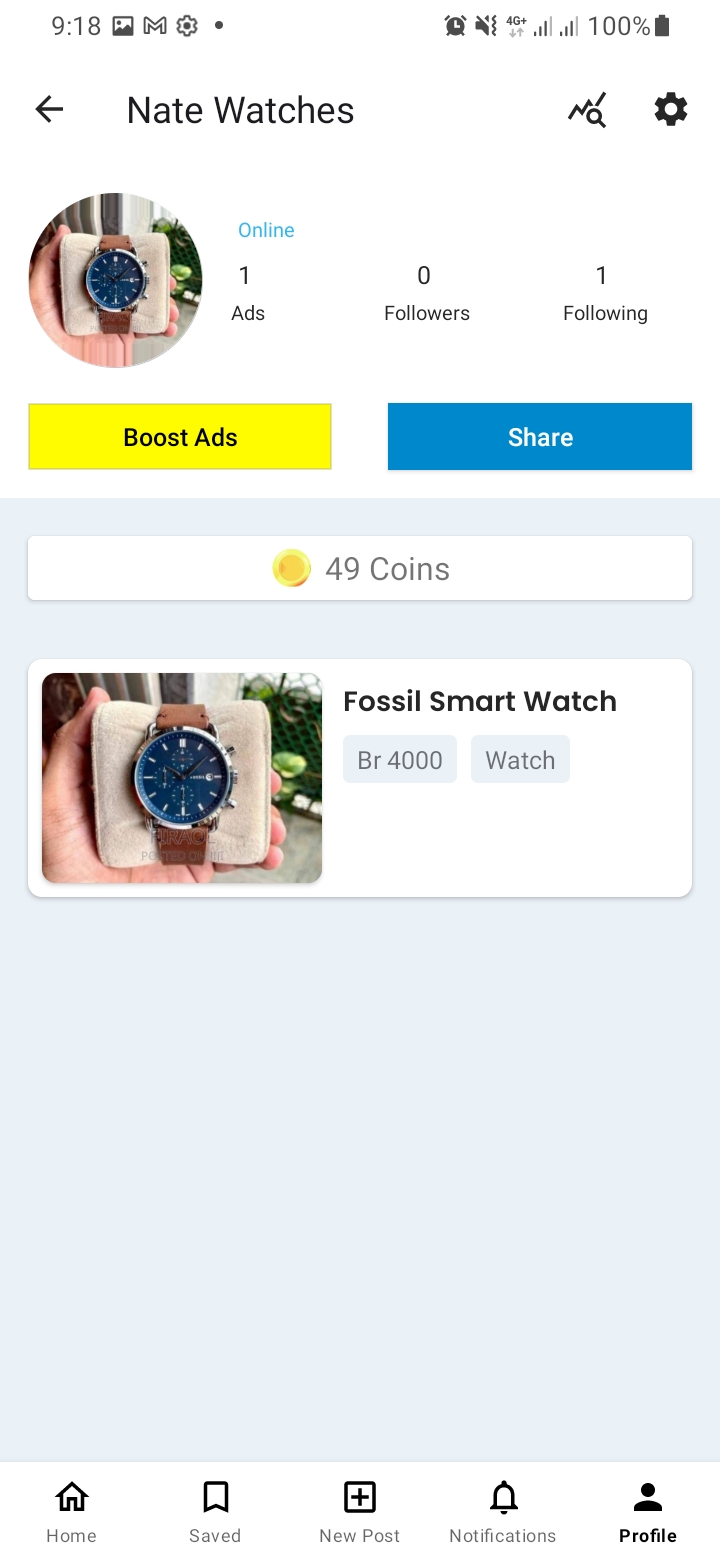 9:18 4G+ 100%
Nate Watches
Online
1 0 1
Ads Followers Following
Boost Ads Share
49 Coins
Fossil Smart Watch
Br 4000 Watch
FOSSIL
Home Saved New Post Notifications Profile